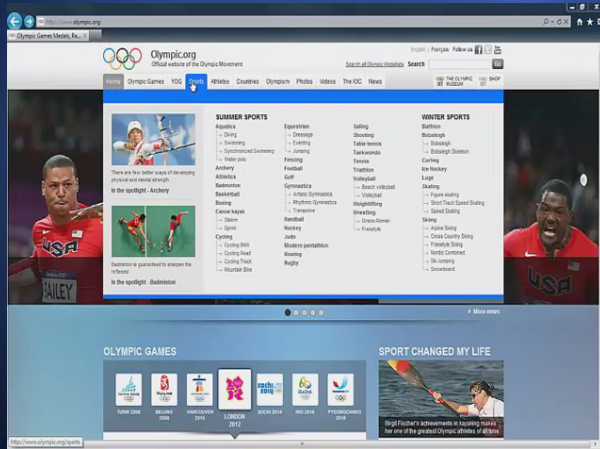 http://www.olympic.org
Olympic Games Medals, Re...
Olympic.org
Official website of the Olympic Movement
English | Français Follow us
Search all Olympic Medallists Search Go
Home Olympic Games YOG Sports Athletes Countries Olympism Photos Videos The IOC News
THE OLYMPIC MUSEUM
SHOP
There are few better ways of developing
physical and mental strength
In the spotlight - Archery
Badminton is guaranteed to sharpen the
reflexes!
In the spotlight - Badminton
SUMMER SPORTS
Aquatics
Diving
Swimming
Synchronized Swimming
Water polo
Archery
Athletics
Badminton
Basketball
Boxing
Canoe kayak
Slalom
Sprint
Cycling
Cycling BMX
Cycling Road
Cycling Track
Mountain Bike
Equestrian
Dressage
Eventing
Jumping
Fencing
Football
Golf
Gymnastics
Artistic Gymnastics
Rhythmic Gymnastics
Trampoline
Handball
Hockey
Judo
Modern pentathlon
Rowing
Rugby
Sailing
Shooting
Table tennis
Taekwondo
Tennis
Triathlon
Volleyball
Beach volleyball
Volleyball
Weightlifting
Wrestling
Greco-Roman
Freestyle
WINTER SPORTS
Biathlon
Bobsleigh
Bobsleigh
Bobsleigh Skeleton
Curling
Ice Hockey
Luge
Skating
Figure skating
Short Track Speed Skating
Speed Skating
Skiing
Alpine Skiing
Cross Country Skiing
Freestyle Skiing
Nordic Combined
Ski Jumping
Snowboard
USA
BAILEY
USA
More news
OLYMPIC GAMES
TURIN 2006
BEIJING 2008
VANCOUVER 2010
LONDON 2012
sochi 2014
SOCHI 2014
RIO 2016
PYEONGCHANG 2018
SPORT CHANGED MY LIFE
Birgit Fischer's achievements in kayaking makes
her one of the greatest Olympic athletes of all time.
http://www.olympic.org/sports